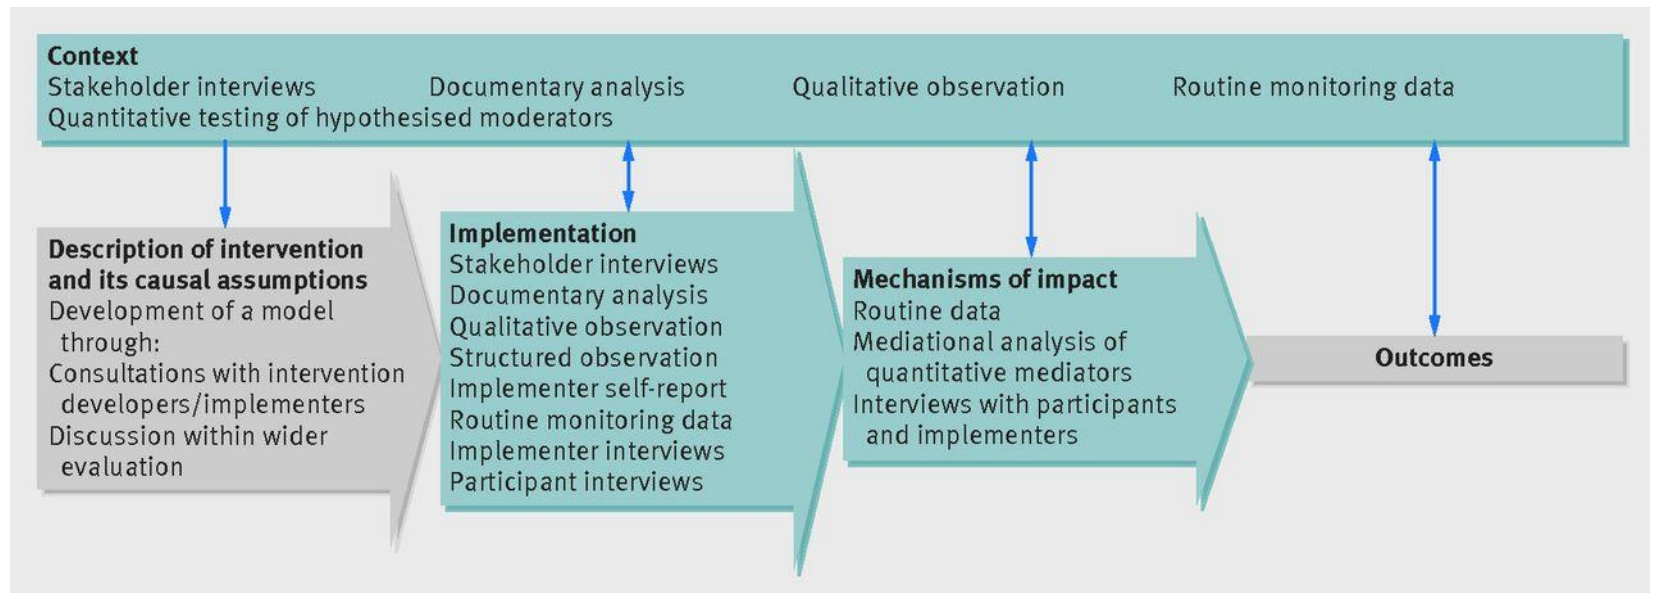 Context
Stakeholder interviews Documentary analysis Qualitative observation Routine monitoring data
Quantitative testing of hypothesised moderators
Description of intervention
and its causal assumptions
Development of a model
through:
Consultations with intervention
developers/implementers
Discussion within wider
evaluation
Implementation
Stakeholder interviews
Documentary analysis
Qualitative observation
Structured observation
Implementer self-report
Routine monitoring data
Implementer interviews
Participant interviews
Mechanisms of impact
Routine data
Mediational analysis of
quantitative mediators
Interviews with participants
and implementers
Outcomes